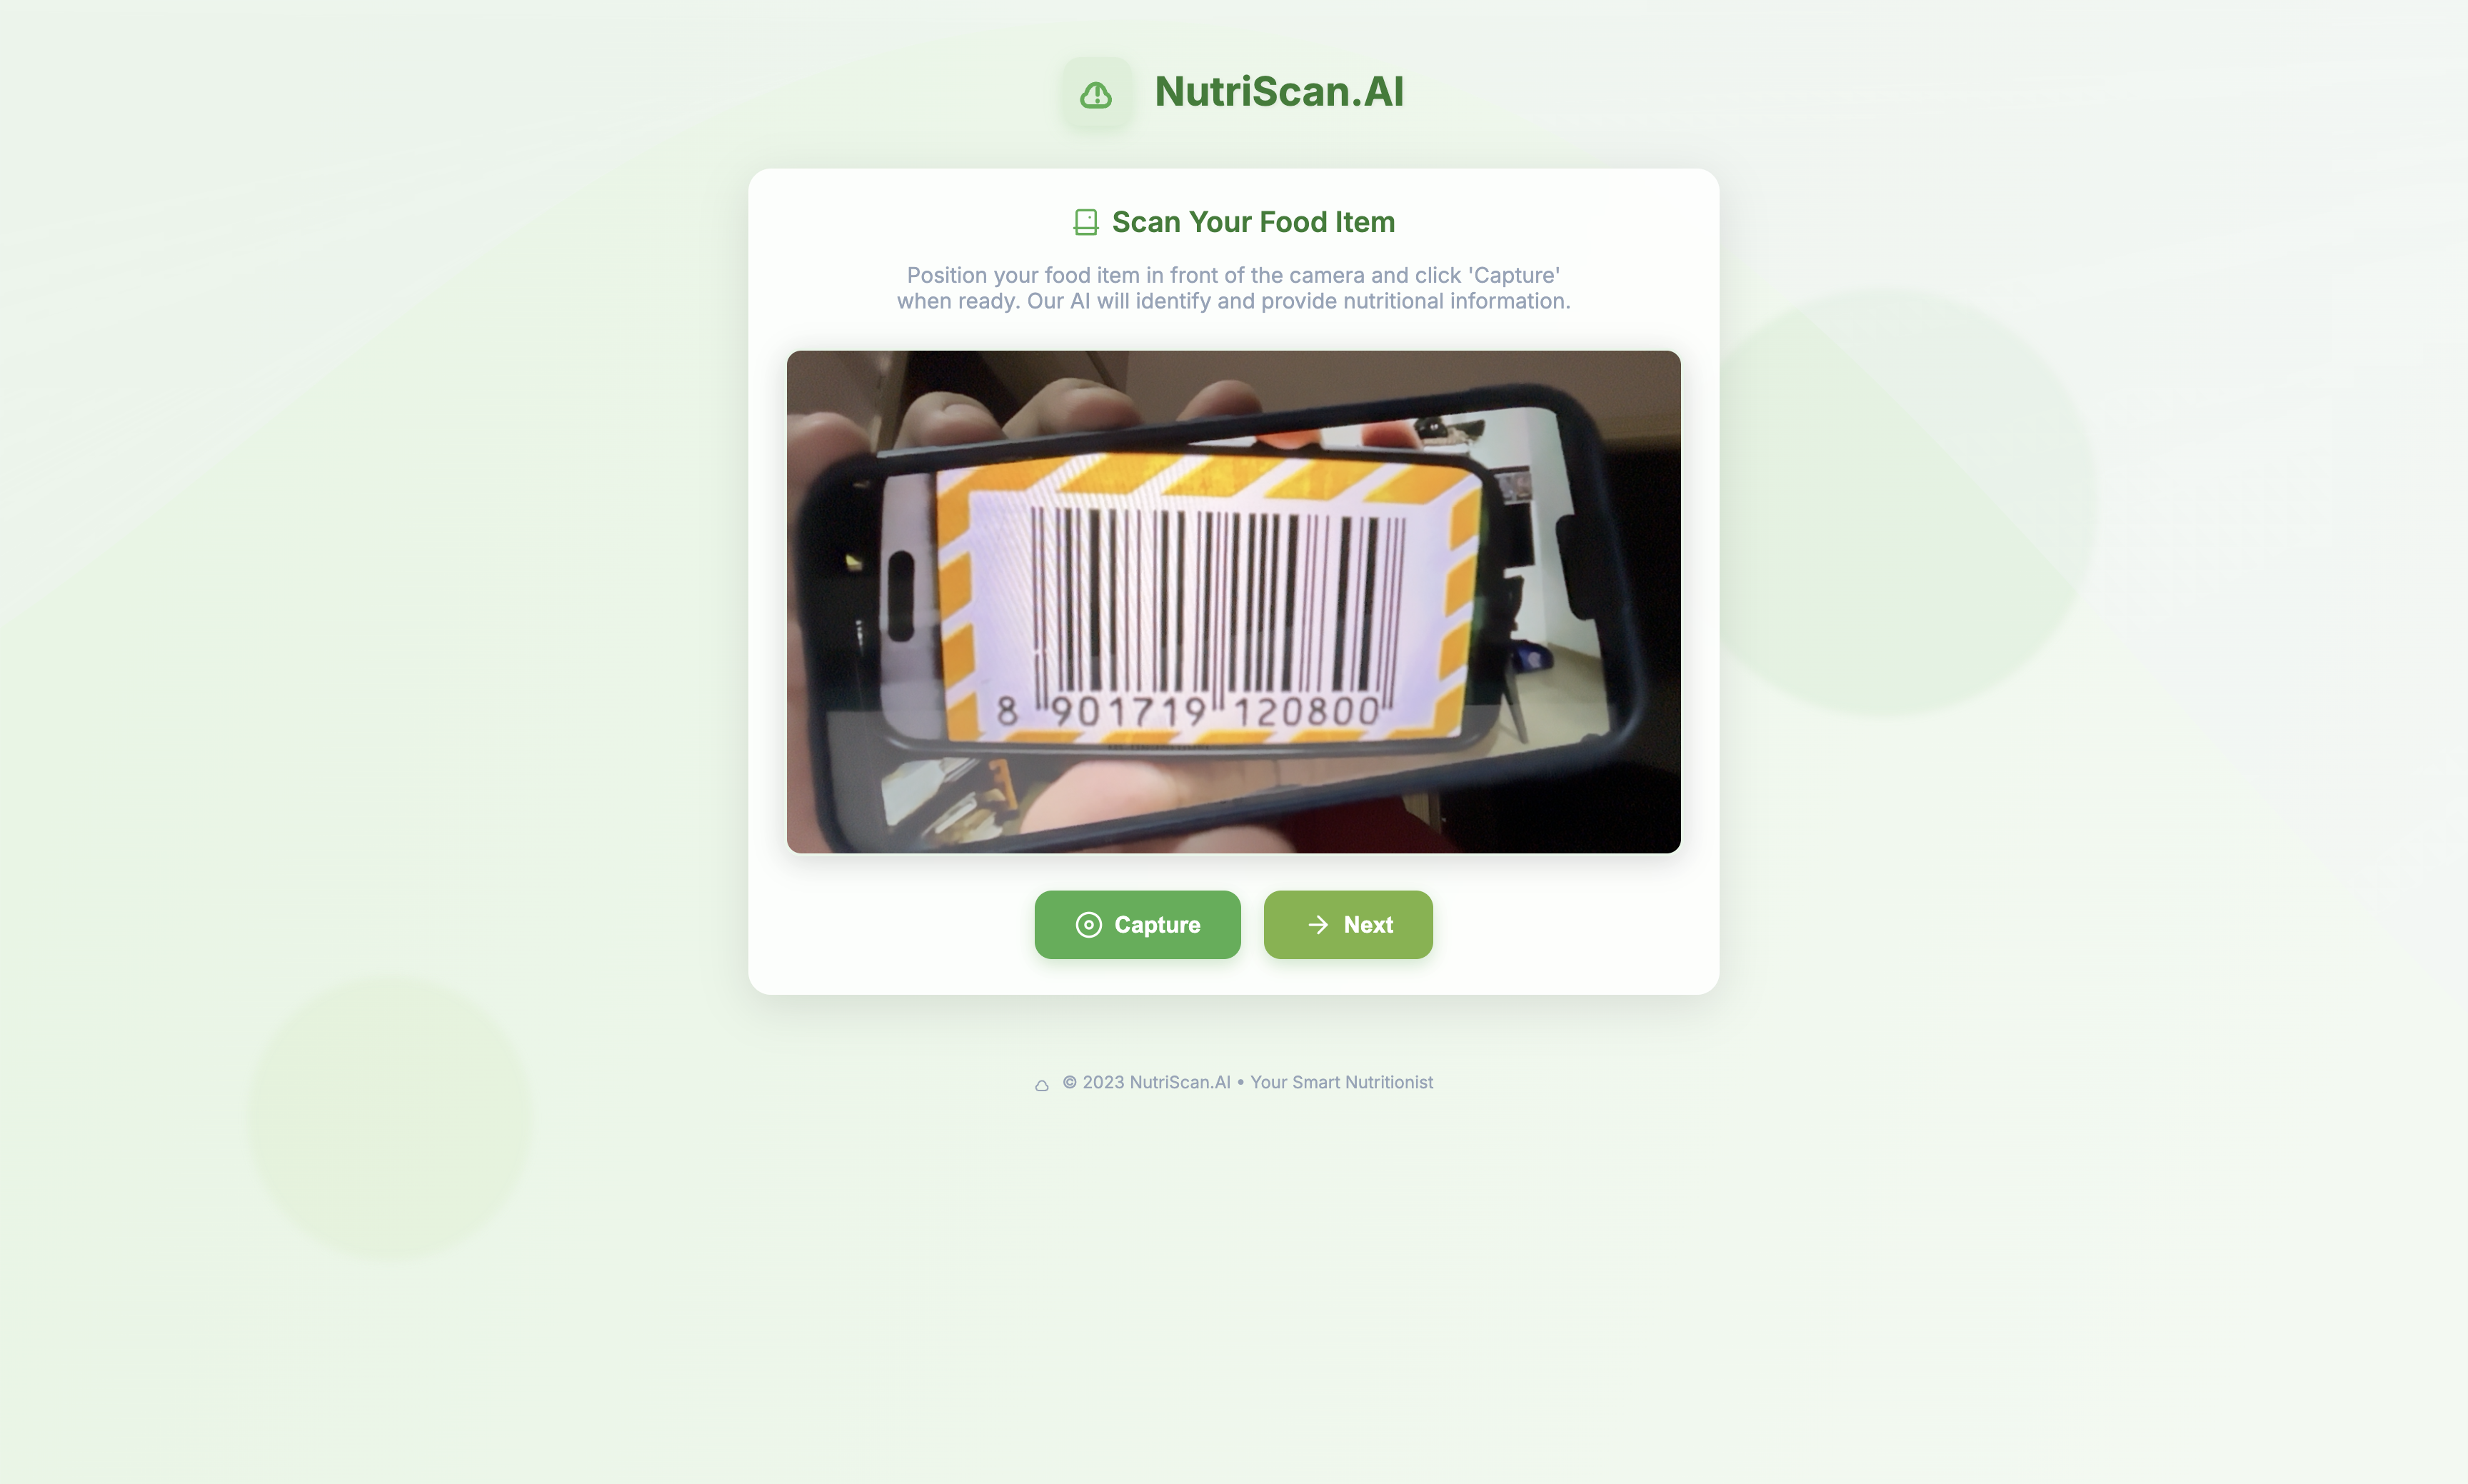 NutriScan.AI
Scan Your Food Item
Position your food item in front of the camera and click 'Capture'
when ready. Our AI will identify and provide nutritional information.
8 901719 120800
Capture
Next
© 2023 NutriScan.AI • Your Smart Nutritionist